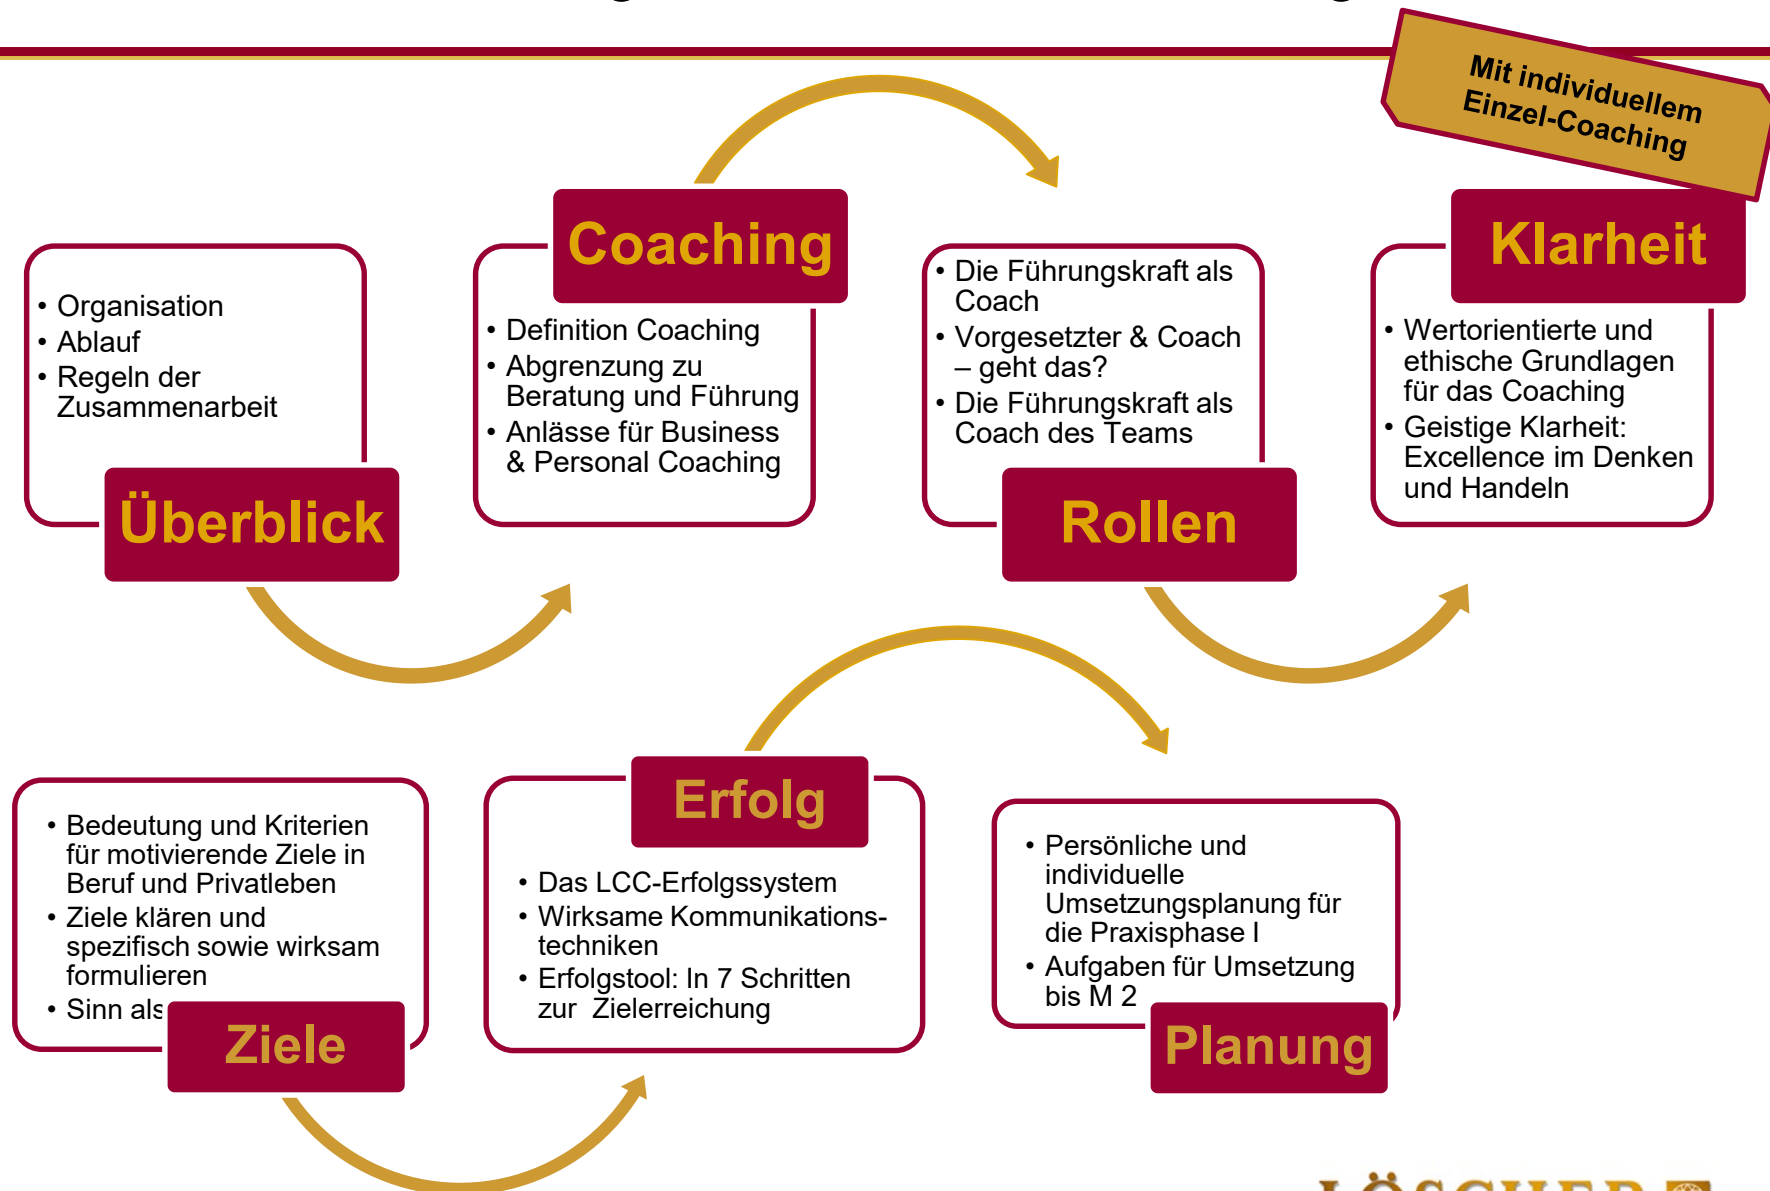 Mit individuellem
Einzel-Coaching
• Organisation
• Ablauf
• Regeln der
Zusammenarbeit
Überblick
Coaching
• Definition Coaching
• Abgrenzung zu
Beratung und Führung
• Anlässe für Business
& Personal Coaching
• Die Führungskraft als
Coach
• Vorgesetzter & Coach
– geht das?
• Die Führungskraft als
Coach des Teams
Rollen
Klarheit
• Wertorientierte und
ethische Grundlagen
für das Coaching
• Geistige Klarheit:
Excellence im Denken
und Handeln
• Bedeutung und Kriterien
für motivierende Ziele in
Beruf und Privatleben
• Ziele klären und
spezifisch sowie wirksam
formulieren
• Sinn als
Ziele
Erfolg
• Das LCC-Erfolgssystem
• Wirksame Kommunikations-
techniken
• Erfolgstool: In 7 Schritten
zur  Zielerreichung
• Persönliche und
individuelle
Umsetzungsplanung für
die Praxisphase I
• Aufgaben für Umsetzung
bis M 2
Planung
LÖSCHER